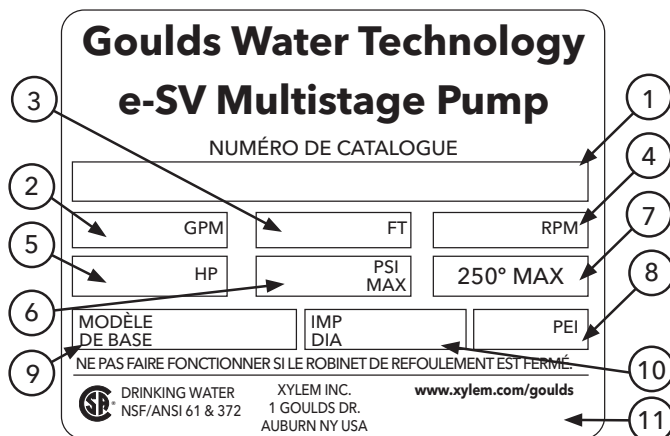 Goulds Water Technology
e-SV Multistage Pump
3
1
NUMÉRO DE CATALOGUE
4
2
GPM
FT
RPM
7
5
HP
PSI
MAX
250° MAX
8
6
MODÈLE
DE BASE
IMP
DIA
PEI
9
NE PAS FAIRE FONCTIONNER SI LE ROBINET DE REFOULEMENT EST FERMÉ.
10
CSA
®
DRINKING WATER
NSF/ANSI 61 & 372
XYLEM INC.
1 GOULDS DR.
AUBURN NY USA
www.xylem.com/goulds
11